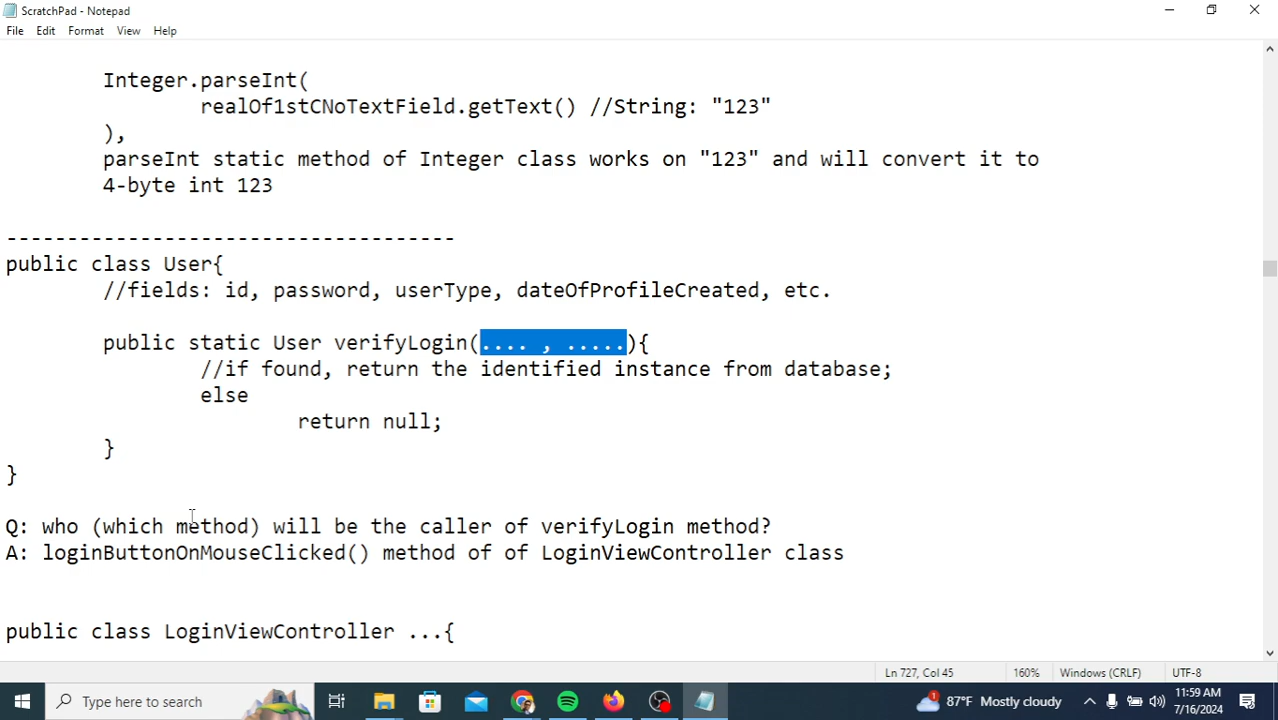 ScratchPad - Notepad
File Edit Format View Help
Integer.parseInt(
realOf1stCNoTextField.getText() //String: "123"
),
parseInt static method of Integer class works on "123" and will convert it to
4-byte int 123
-------------------------------------
public class User{
//fields: id, password, userType, dateOfProfileCreated, etc.
public static User verifyLogin(.... , .....){
//if found, return the identified instance from database;
else
return null;
}
}
Q: who (which method) will be the caller of verifyLogin method?
A: loginButtonOnMouseClicked() method of of LoginViewController class
public class LoginViewController ...{
Ln 727, Col 45 160% Windows (CRLF) UTF-8
Type here to search 1 87°F Mostly cloudy 11:59 AM
7/16/2024